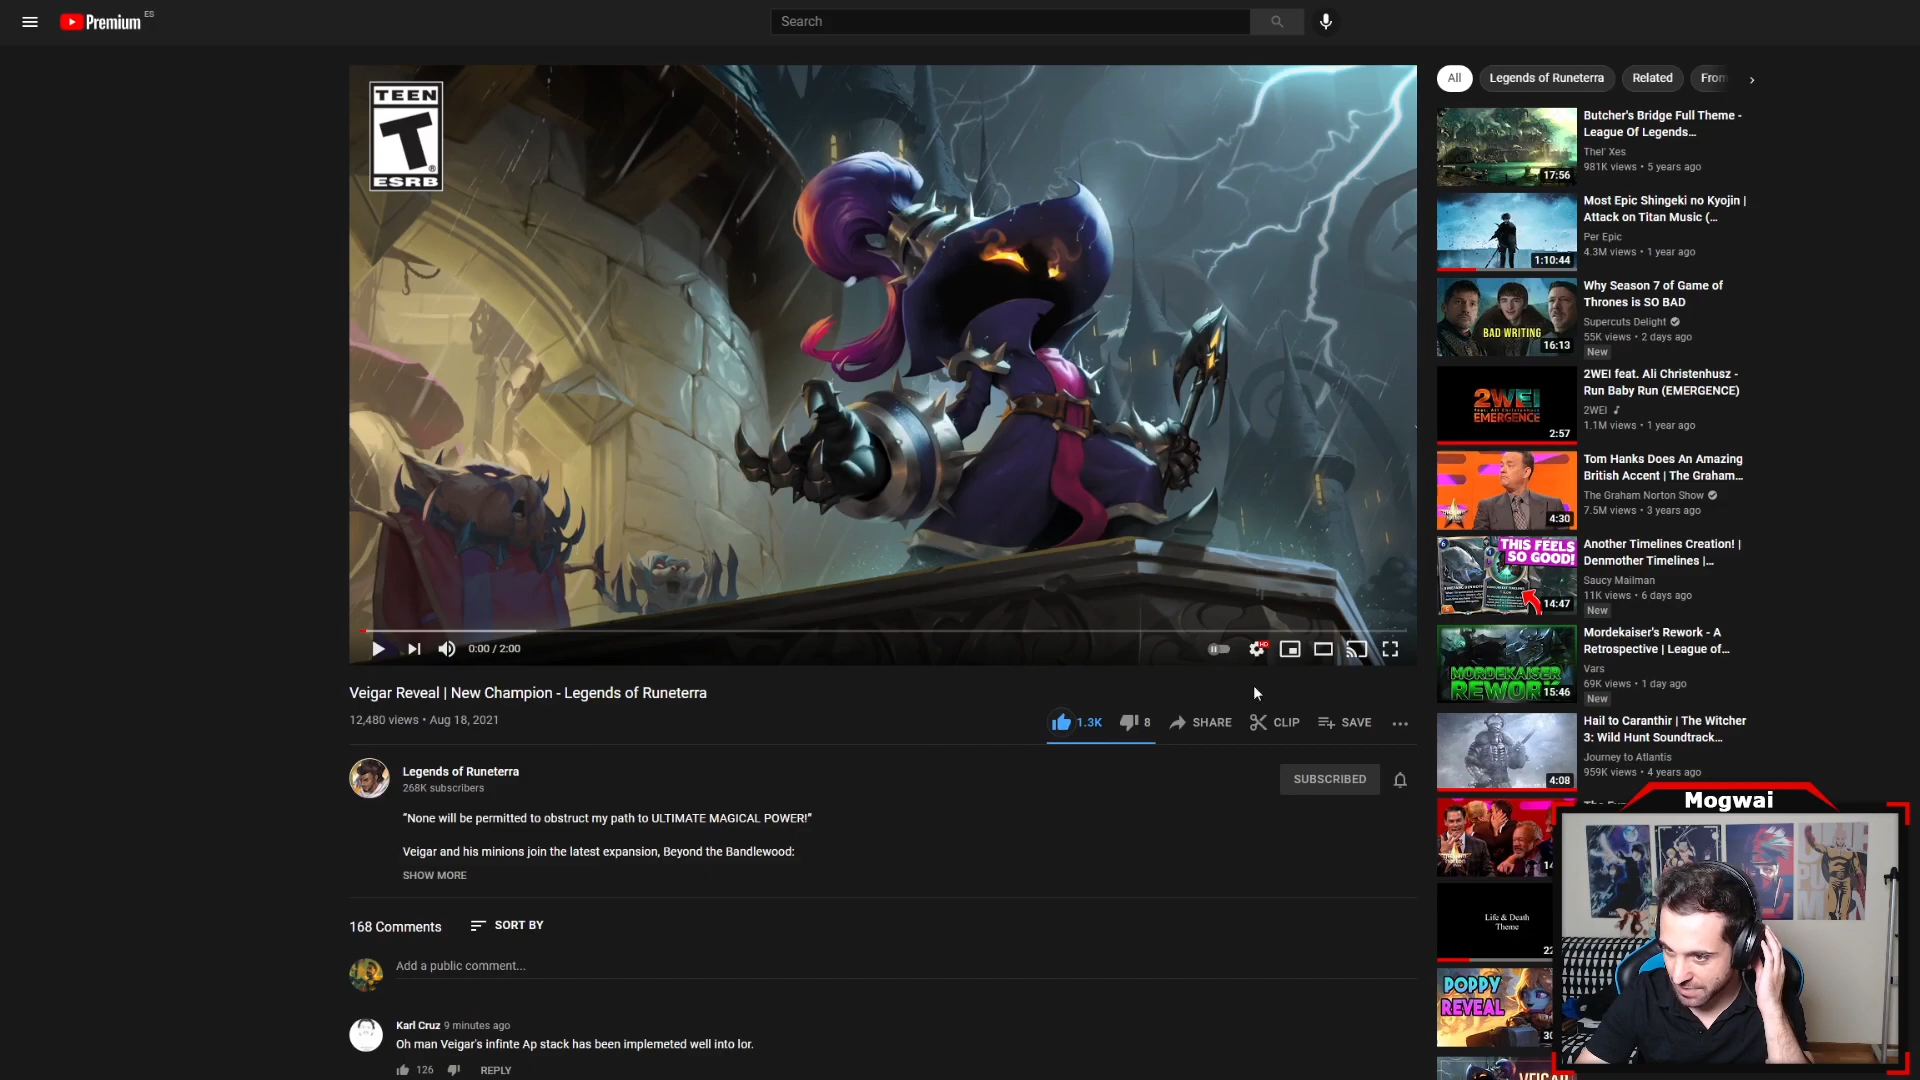 Premium ES
Search
TEEN
T
ESRB
0:00 / 2:00
HD
Veigar Reveal | New Champion - Legends of Runeterra
12,480 views • Aug 18, 2021
1.3K
8
SHARE
CLIP
SAVE
Legends of Runeterra
268K subscribers
SUBSCRIBED
"None will be permitted to obstruct my path to ULTIMATE MAGICAL POWER!"
Veigar and his minions join the latest expansion, Beyond the Bandlewood:
SHOW MORE
168 Comments
SORT BY
Add a public comment...
Karl Cruz 9 minutes ago
Oh man Veigar's infinte Ap stack has been implemeted well into lor.
126
REPLY
All
Legends of Runeterra
Related
From
17:56
Butcher's Bridge Full Theme -
League Of Legends...
Thel' Xes
981K views • 5 years ago
1:10:44
Most Epic Shingeki no Kyojin |
Attack on Titan Music (...
Per Epic
4.3M views • 1 year ago
BAD WRITING
16:13
Why Season 7 of Game of
Thrones is SO BAD
Supercuts Delight
55K views • 2 days ago
New
2WEI
EMERGENCE
2:57
2WEI feat. Ali Christenhusz -
Run Baby Run (EMERGENCE)
2WEI
1.1M views • 1 year ago
4:30
Tom Hanks Does An Amazing
British Accent | The Graham...
The Graham Norton Show
7.5M views • 3 years ago
THIS FEELS
SO GOOD!
14:47
Another Timelines Creation! |
Denmother Timelines |...
Saucy Mailman
11K views • 6 days ago
New
MORDEKAISER
REWORK
15:46
Mordekaiser's Rework - A
Retrospective | League of...
Vars
69K views • 1 day ago
New
4:08
Hail to Caranthir | The Witcher
3: Wild Hunt Soundtrack...
Journey to Atlantis
959K views • 4 years ago
Mogwai
Life & Death
Theme
22
POPPY
REVEAL
30